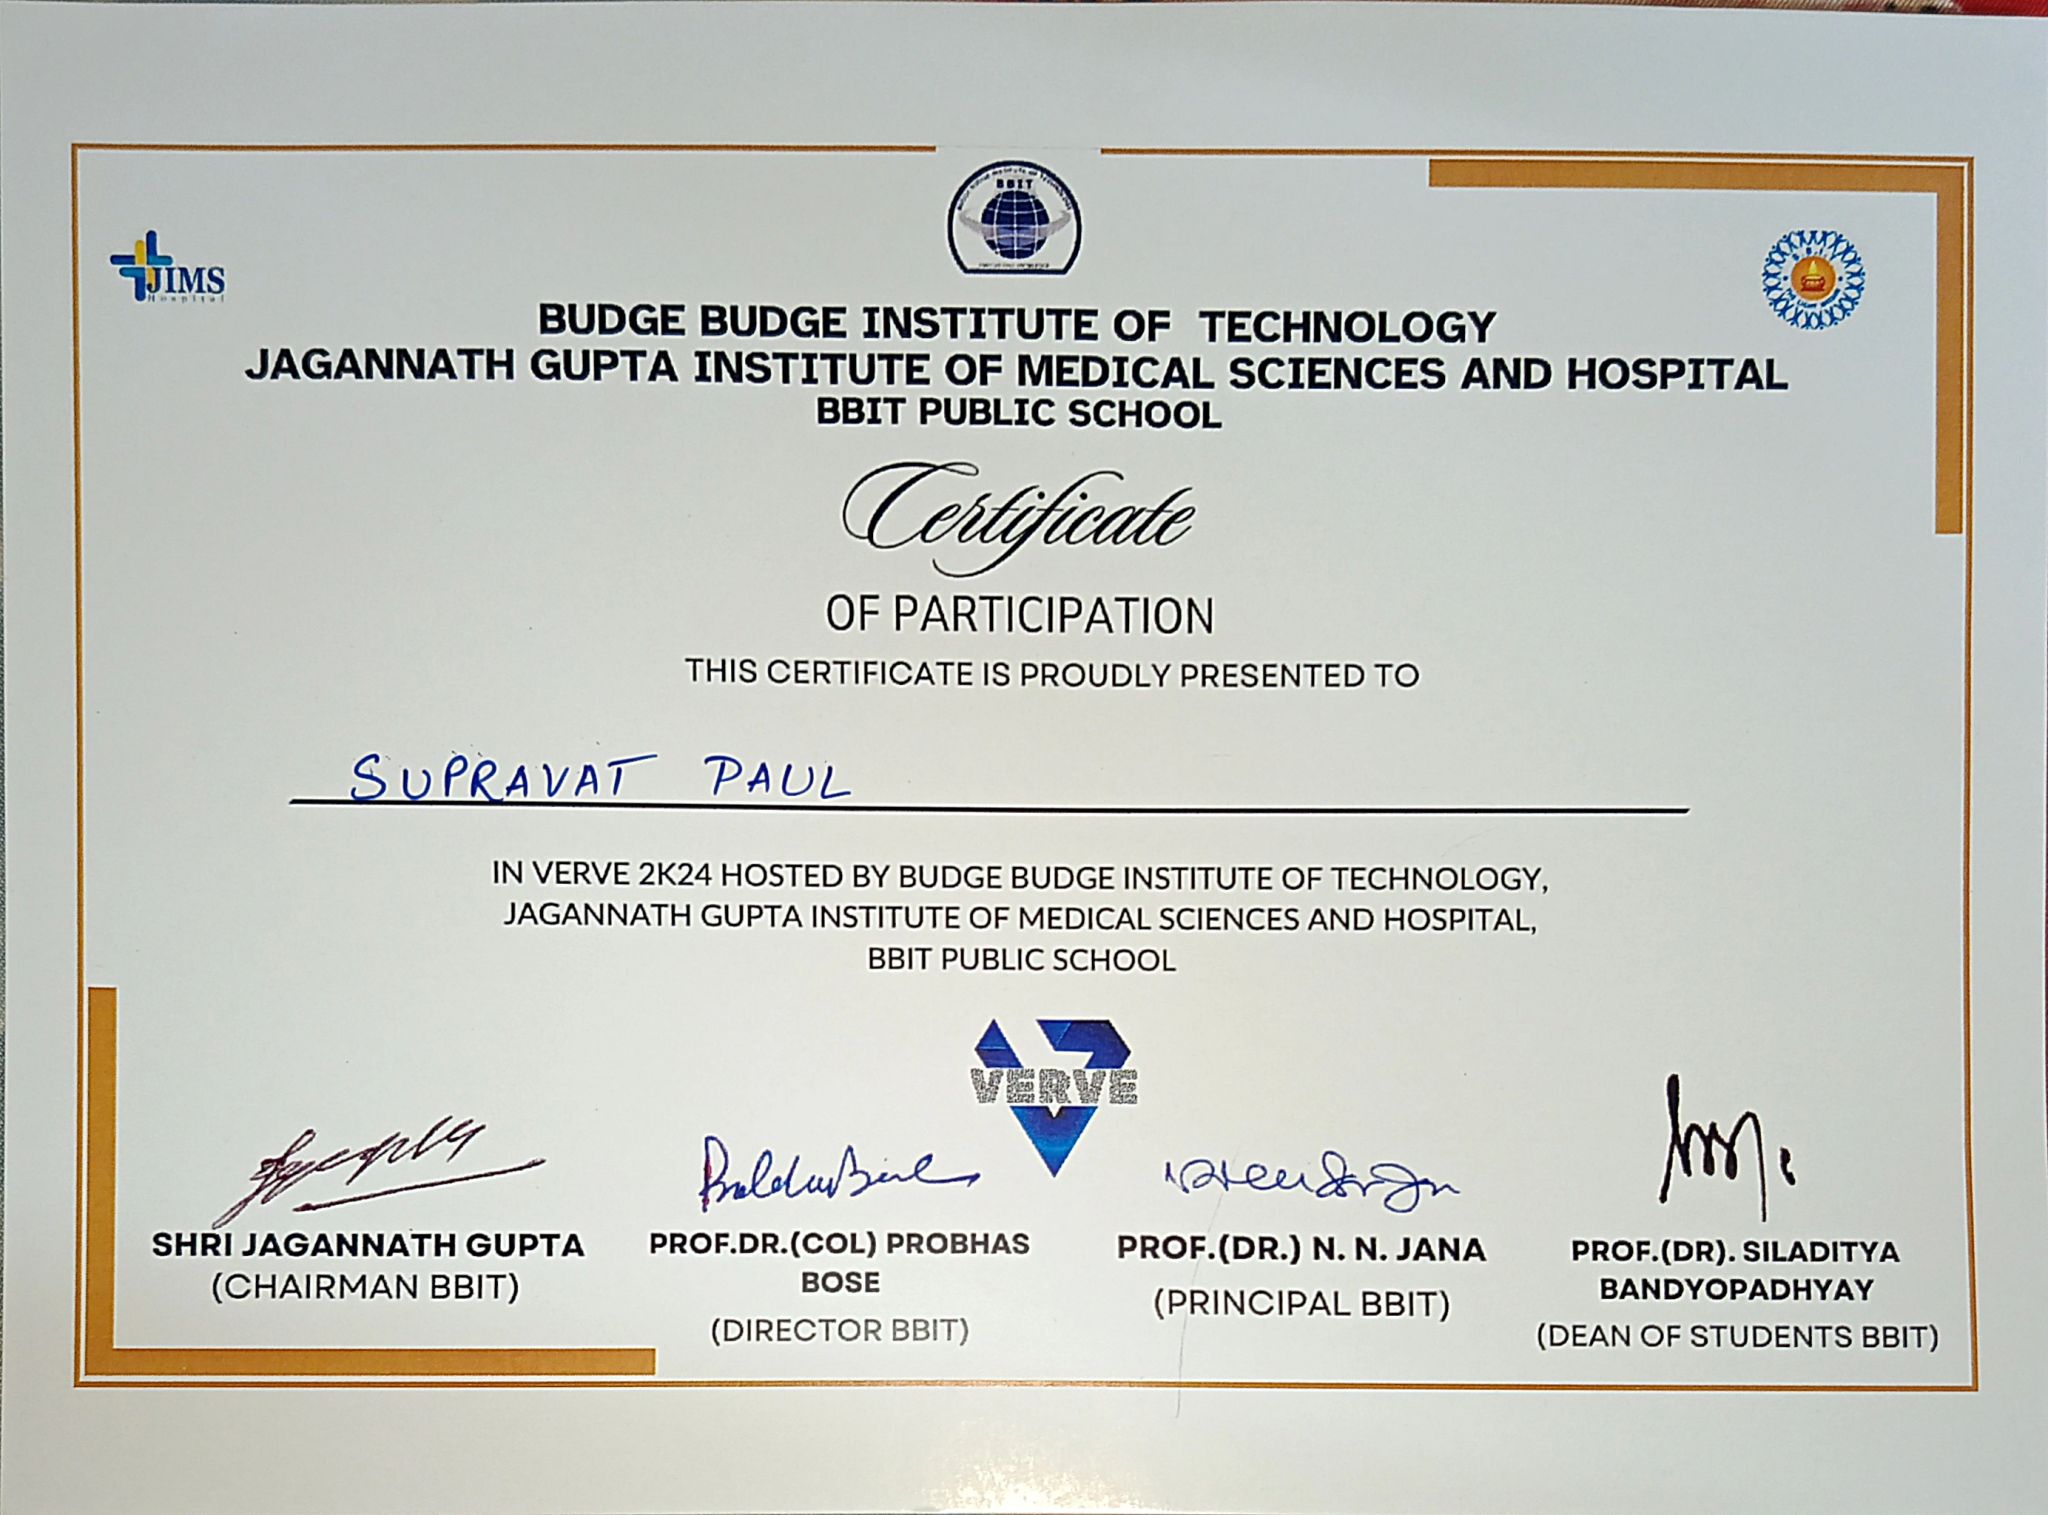 BBIT
JIMS
Hospital
BUDGE BUDGE INSTITUTE OF TECHNOLOGY
JAGANNATH GUPTA INSTITUTE OF MEDICAL SCIENCES AND HOSPITAL
BBIT PUBLIC SCHOOL
Certificate
OF PARTICIPATION
THIS CERTIFICATE IS PROUDLY PRESENTED TO
SUPRAVAT PAUL
IN VERVE 2K24 HOSTED BY BUDGE BUDGE INSTITUTE OF TECHNOLOGY,
JAGANNATH GUPTA INSTITUTE OF MEDICAL SCIENCES AND HOSPITAL,
BBIT PUBLIC SCHOOL
VERVE
SHRI JAGANNATH GUPTA
(CHAIRMAN BBIT)
PROF.DR.(COL) PROBHAS
BOSE
(DIRECTOR BBIT)
PROF.(DR.) N. N. JANA
(PRINCIPAL BBIT)
PROF.(DR). SILADITYA
BANDYOPADHYAY
(DEAN OF STUDENTS BBIT)